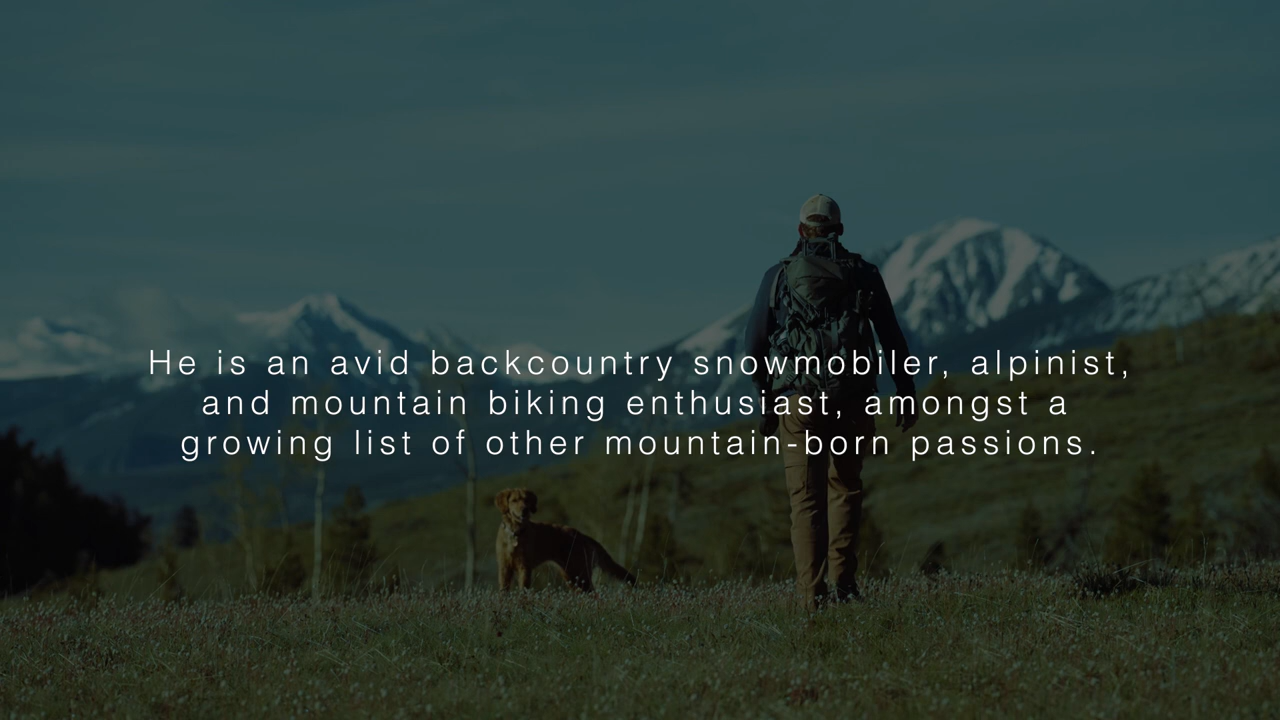 He is an avid backcountry snowmobiler, alpinist,
and mountain biking enthusiast, amongst a
growing list of other mountain-born passions.